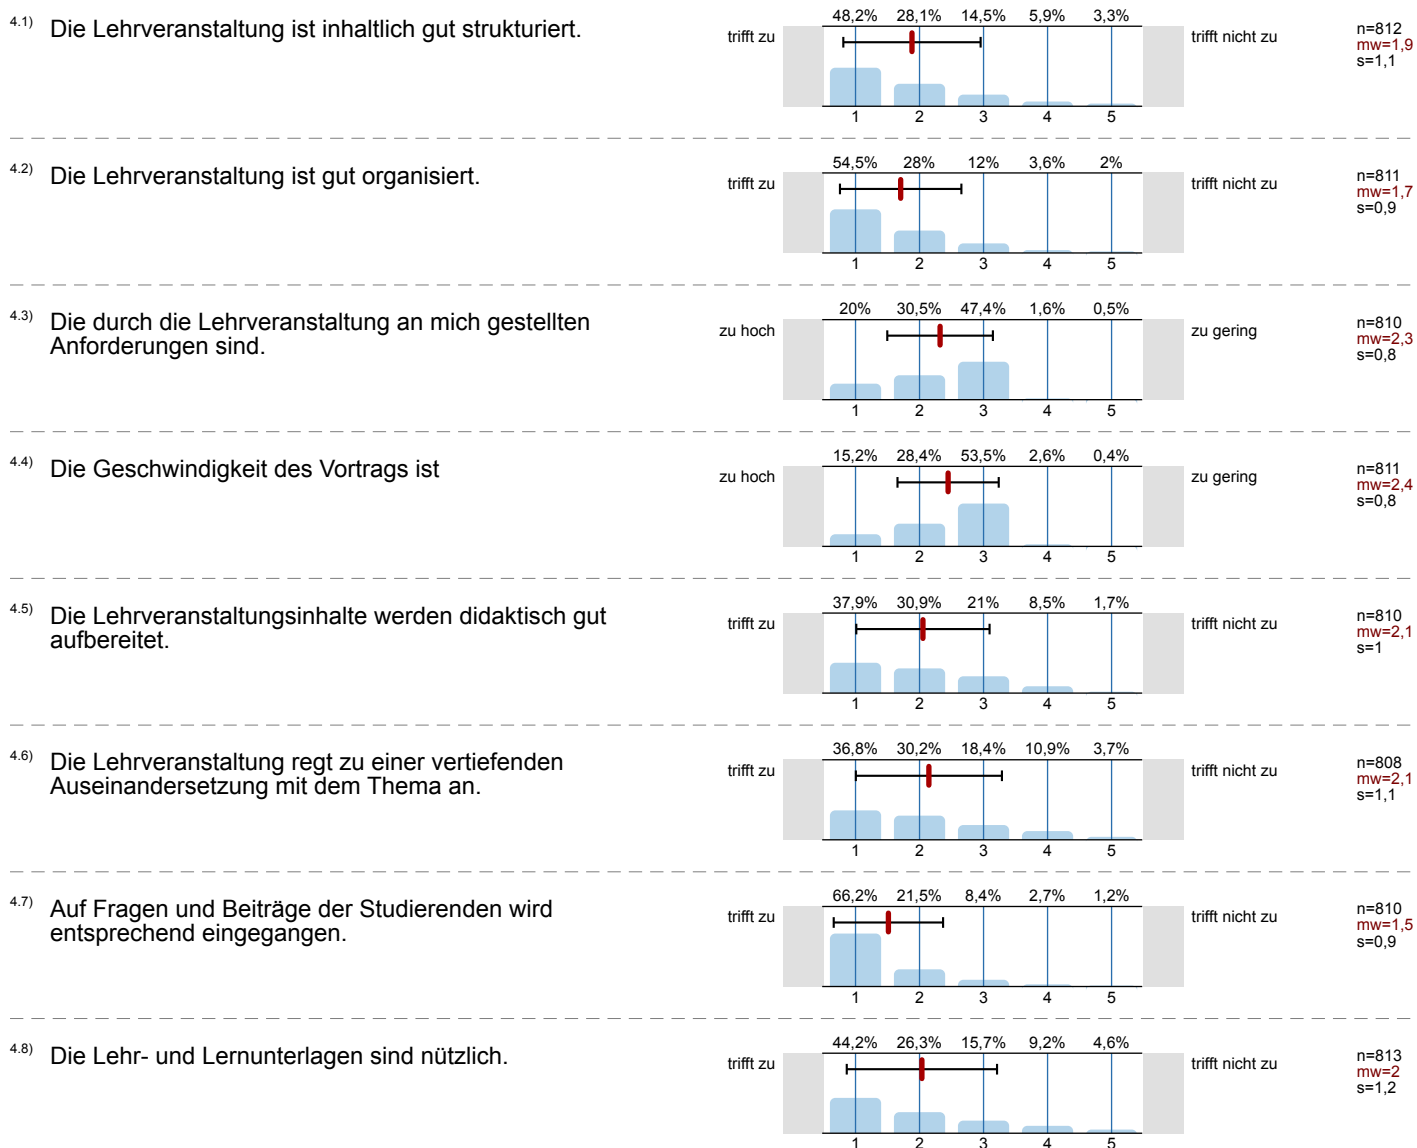 48,2% 28,1% 14,5% 5,9% 3,3%
4.1) Die Lehrveranstaltung ist inhaltlich gut strukturiert.
trifft zu
trifft nicht zu
n=812
mw=1,9
s=1,1
1 2 3 4 5
54,5% 28% 12% 3,6% 2%
4.2) Die Lehrveranstaltung ist gut organisiert.
trifft zu
trifft nicht zu
n=811
mw=1,7
s=0,9
1 2 3 4 5
20% 30,5% 47,4% 1,6% 0,5%
4.3) Die durch die Lehrveranstaltung an mich gestellten
Anforderungen sind.
zu hoch
zu gering
n=810
mw=2,3
s=0,8
1 2 3 4 5
15,2% 28,4% 53,5% 2,6% 0,4%
4.4) Die Geschwindigkeit des Vortrags ist
zu hoch
zu gering
n=811
mw=2,4
s=0,8
1 2 3 4 5
37,9% 30,9% 21% 8,5% 1,7%
4.5) Die Lehrveranstaltungsinhalte werden didaktisch gut
aufbereitet.
trifft zu
trifft nicht zu
n=810
mw=2,1
s=1
1 2 3 4 5
36,8% 30,2% 18,4% 10,9% 3,7%
4.6) Die Lehrveranstaltung regt zu einer vertiefenden
Auseinandersetzung mit dem Thema an.
trifft zu
trifft nicht zu
n=808
mw=2,1
s=1,1
1 2 3 4 5
66,2% 21,5% 8,4% 2,7% 1,2%
4.7) Auf Fragen und Beiträge der Studierenden wird
entsprechend eingegangen.
trifft zu
trifft nicht zu
n=810
mw=1,5
s=0,9
1 2 3 4 5
44,2% 26,3% 15,7% 9,2% 4,6%
4.8) Die Lehr- und Lernunterlagen sind nützlich.
trifft zu
trifft nicht zu
n=813
mw=2
s=1,2
1 2 3 4 5